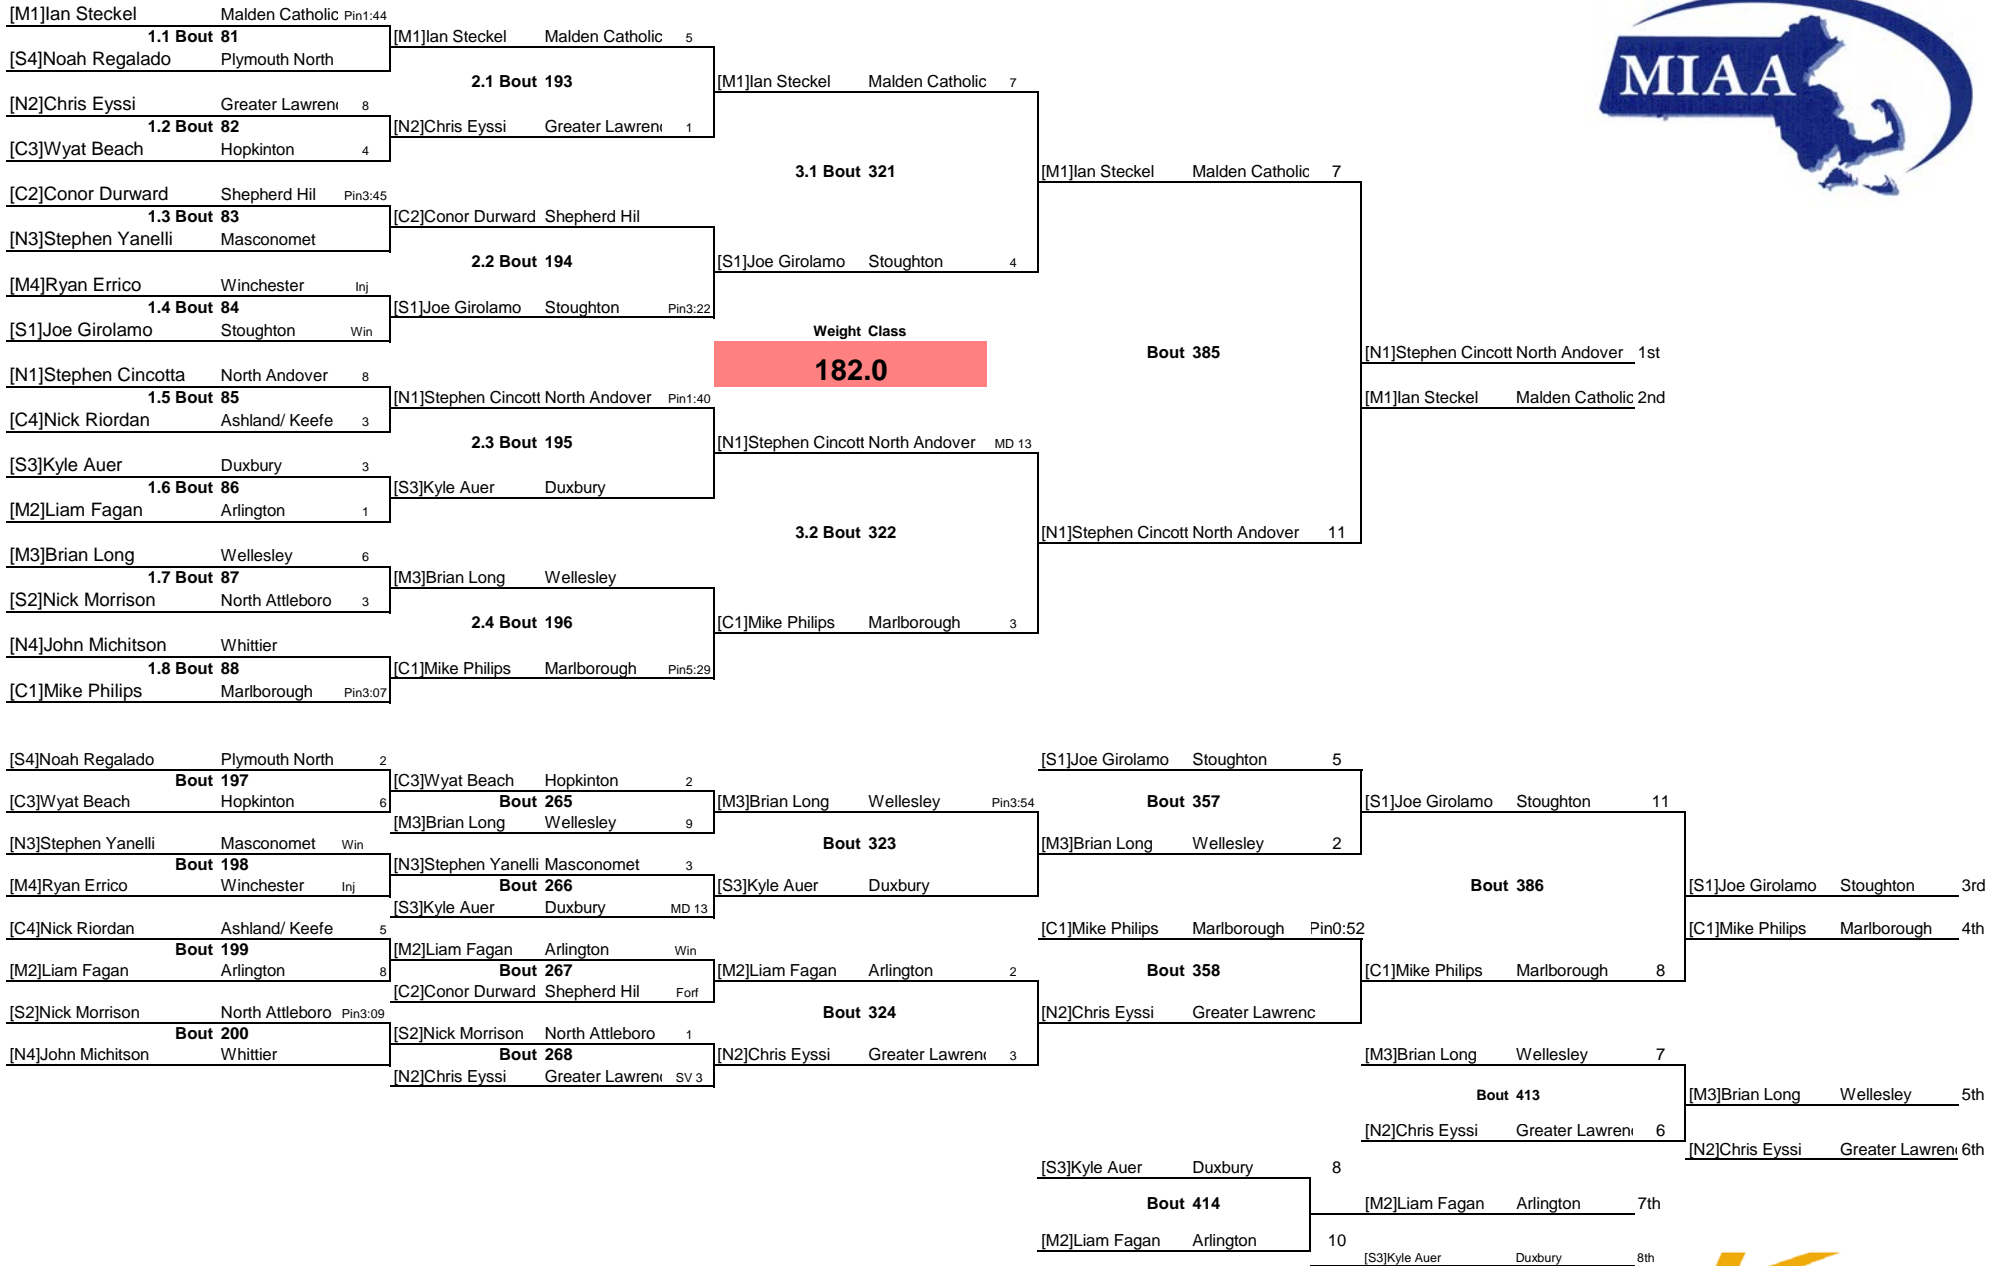 MIAA
[M1]Ian Steckel Malden Catholic Pin1:44
1.1 Bout 81
[S4]Noah Regalado Plymouth North
[N2]Chris Eyssi Greater Lawrenc 8
1.2 Bout 82
[C3]Wyat Beach Hopkinton 4
[C2]Conor Durward Shepherd Hil Pin3:45
1.3 Bout 83
[N3]Stephen Yanelli Masconomet
[M4]Ryan Errico Winchester Inj
1.4 Bout 84
[S1]Joe Girolamo Stoughton Win
[N1]Stephen Cincotta North Andover 8
1.5 Bout 85
[C4]Nick Riordan Ashland/ Keefe 3
[S3]Kyle Auer Duxbury 3
1.6 Bout 86
[M2]Liam Fagan Arlington 1
[M3]Brian Long Wellesley 6
1.7 Bout 87
[S2]Nick Morrison North Attleboro 3
[N4]John Michitson Whittier
1.8 Bout 88
[C1]Mike Philips Marlborough Pin3:07
[M1]Ian Steckel Malden Catholic 5
2.1 Bout 193
[N2]Chris Eyssi Greater Lawrenc 1
[C2]Conor Durward Shepherd Hil
2.2 Bout 194
[S1]Joe Girolamo Stoughton Pin3:22
[N1]Stephen Cincott North Andover Pin1:40
2.3 Bout 195
[S3]Kyle Auer Duxbury
[M3]Brian Long Wellesley
2.4 Bout 196
[C1]Mike Philips Marlborough Pin5:29
[M1]Ian Steckel Malden Catholic 7
3.1 Bout 321
[S1]Joe Girolamo Stoughton 4
Weight Class
182.0
[N1]Stephen Cincott North Andover MD 13
3.2 Bout 322
[C1]Mike Philips Marlborough 3
[M1]Ian Steckel Malden Catholic 7
Bout 385
[N1]Stephen Cincott North Andover 11
[N1]Stephen Cincott North Andover 1st
[M1]Ian Steckel Malden Catholic 2nd
[S4]Noah Regalado Plymouth North 2
Bout 197
[C3]Wyat Beach Hopkinton 6
[N3]Stephen Yanelli Masconomet Win
Bout 198
[M4]Ryan Errico Winchester Inj
[C4]Nick Riordan Ashland/ Keefe 5
Bout 199
[M2]Liam Fagan Arlington 8
[S2]Nick Morrison North Attleboro Pin3:09
Bout 200
[N4]John Michitson Whittier
[C3]Wyat Beach Hopkinton 2
Bout 265
[M3]Brian Long Wellesley 9
[N3]Stephen Yanelli Masconomet 3
Bout 266
[S3]Kyle Auer Duxbury MD 13
[M2]Liam Fagan Arlington Win
Bout 267
[C2]Conor Durward Shepherd Hil Forf
[S2]Nick Morrison North Attleboro 1
Bout 268
[N2]Chris Eyssi Greater Lawrenc SV 3
[M3]Brian Long Wellesley Pin3:54
Bout 323
[S3]Kyle Auer Duxbury
[M2]Liam Fagan Arlington 2
Bout 324
[N2]Chris Eyssi Greater Lawrenc 3
[S1]Joe Girolamo Stoughton 5
Bout 357
[M3]Brian Long Wellesley 2
[C1]Mike Philips Marlborough Pin0:52
Bout 358
[N2]Chris Eyssi Greater Lawrenc
[S1]Joe Girolamo Stoughton 11
Bout 386
[C1]Mike Philips Marlborough 8
[S1]Joe Girolamo Stoughton 3rd
[C1]Mike Philips Marlborough 4th
[M3]Brian Long Wellesley 7
Bout 413
[N2]Chris Eyssi Greater Lawrenc 6
[M3]Brian Long Wellesley 5th
[N2]Chris Eyssi Greater Lawrenc 6th
[S3]Kyle Auer Duxbury 8
Bout 414
[M2]Liam Fagan Arlington 10
[M2]Liam Fagan Arlington 7th
[S3]Kyle Auer Duxbury 8th